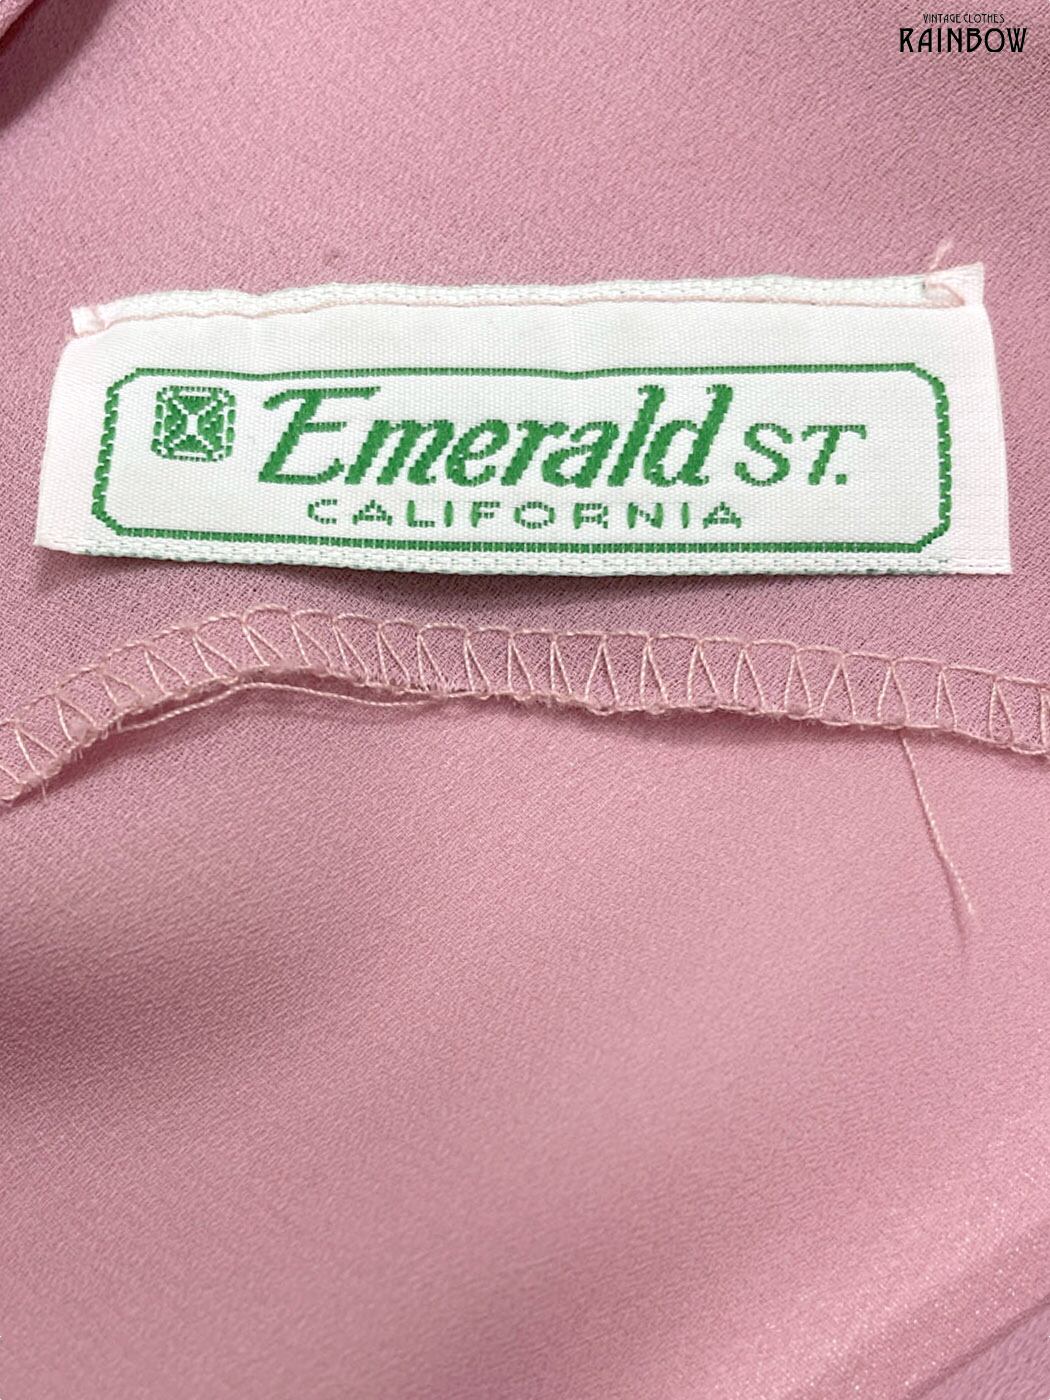 VINTAGE CLOTHES
RAINBOW
Emerald ST.
CALIFORNIA